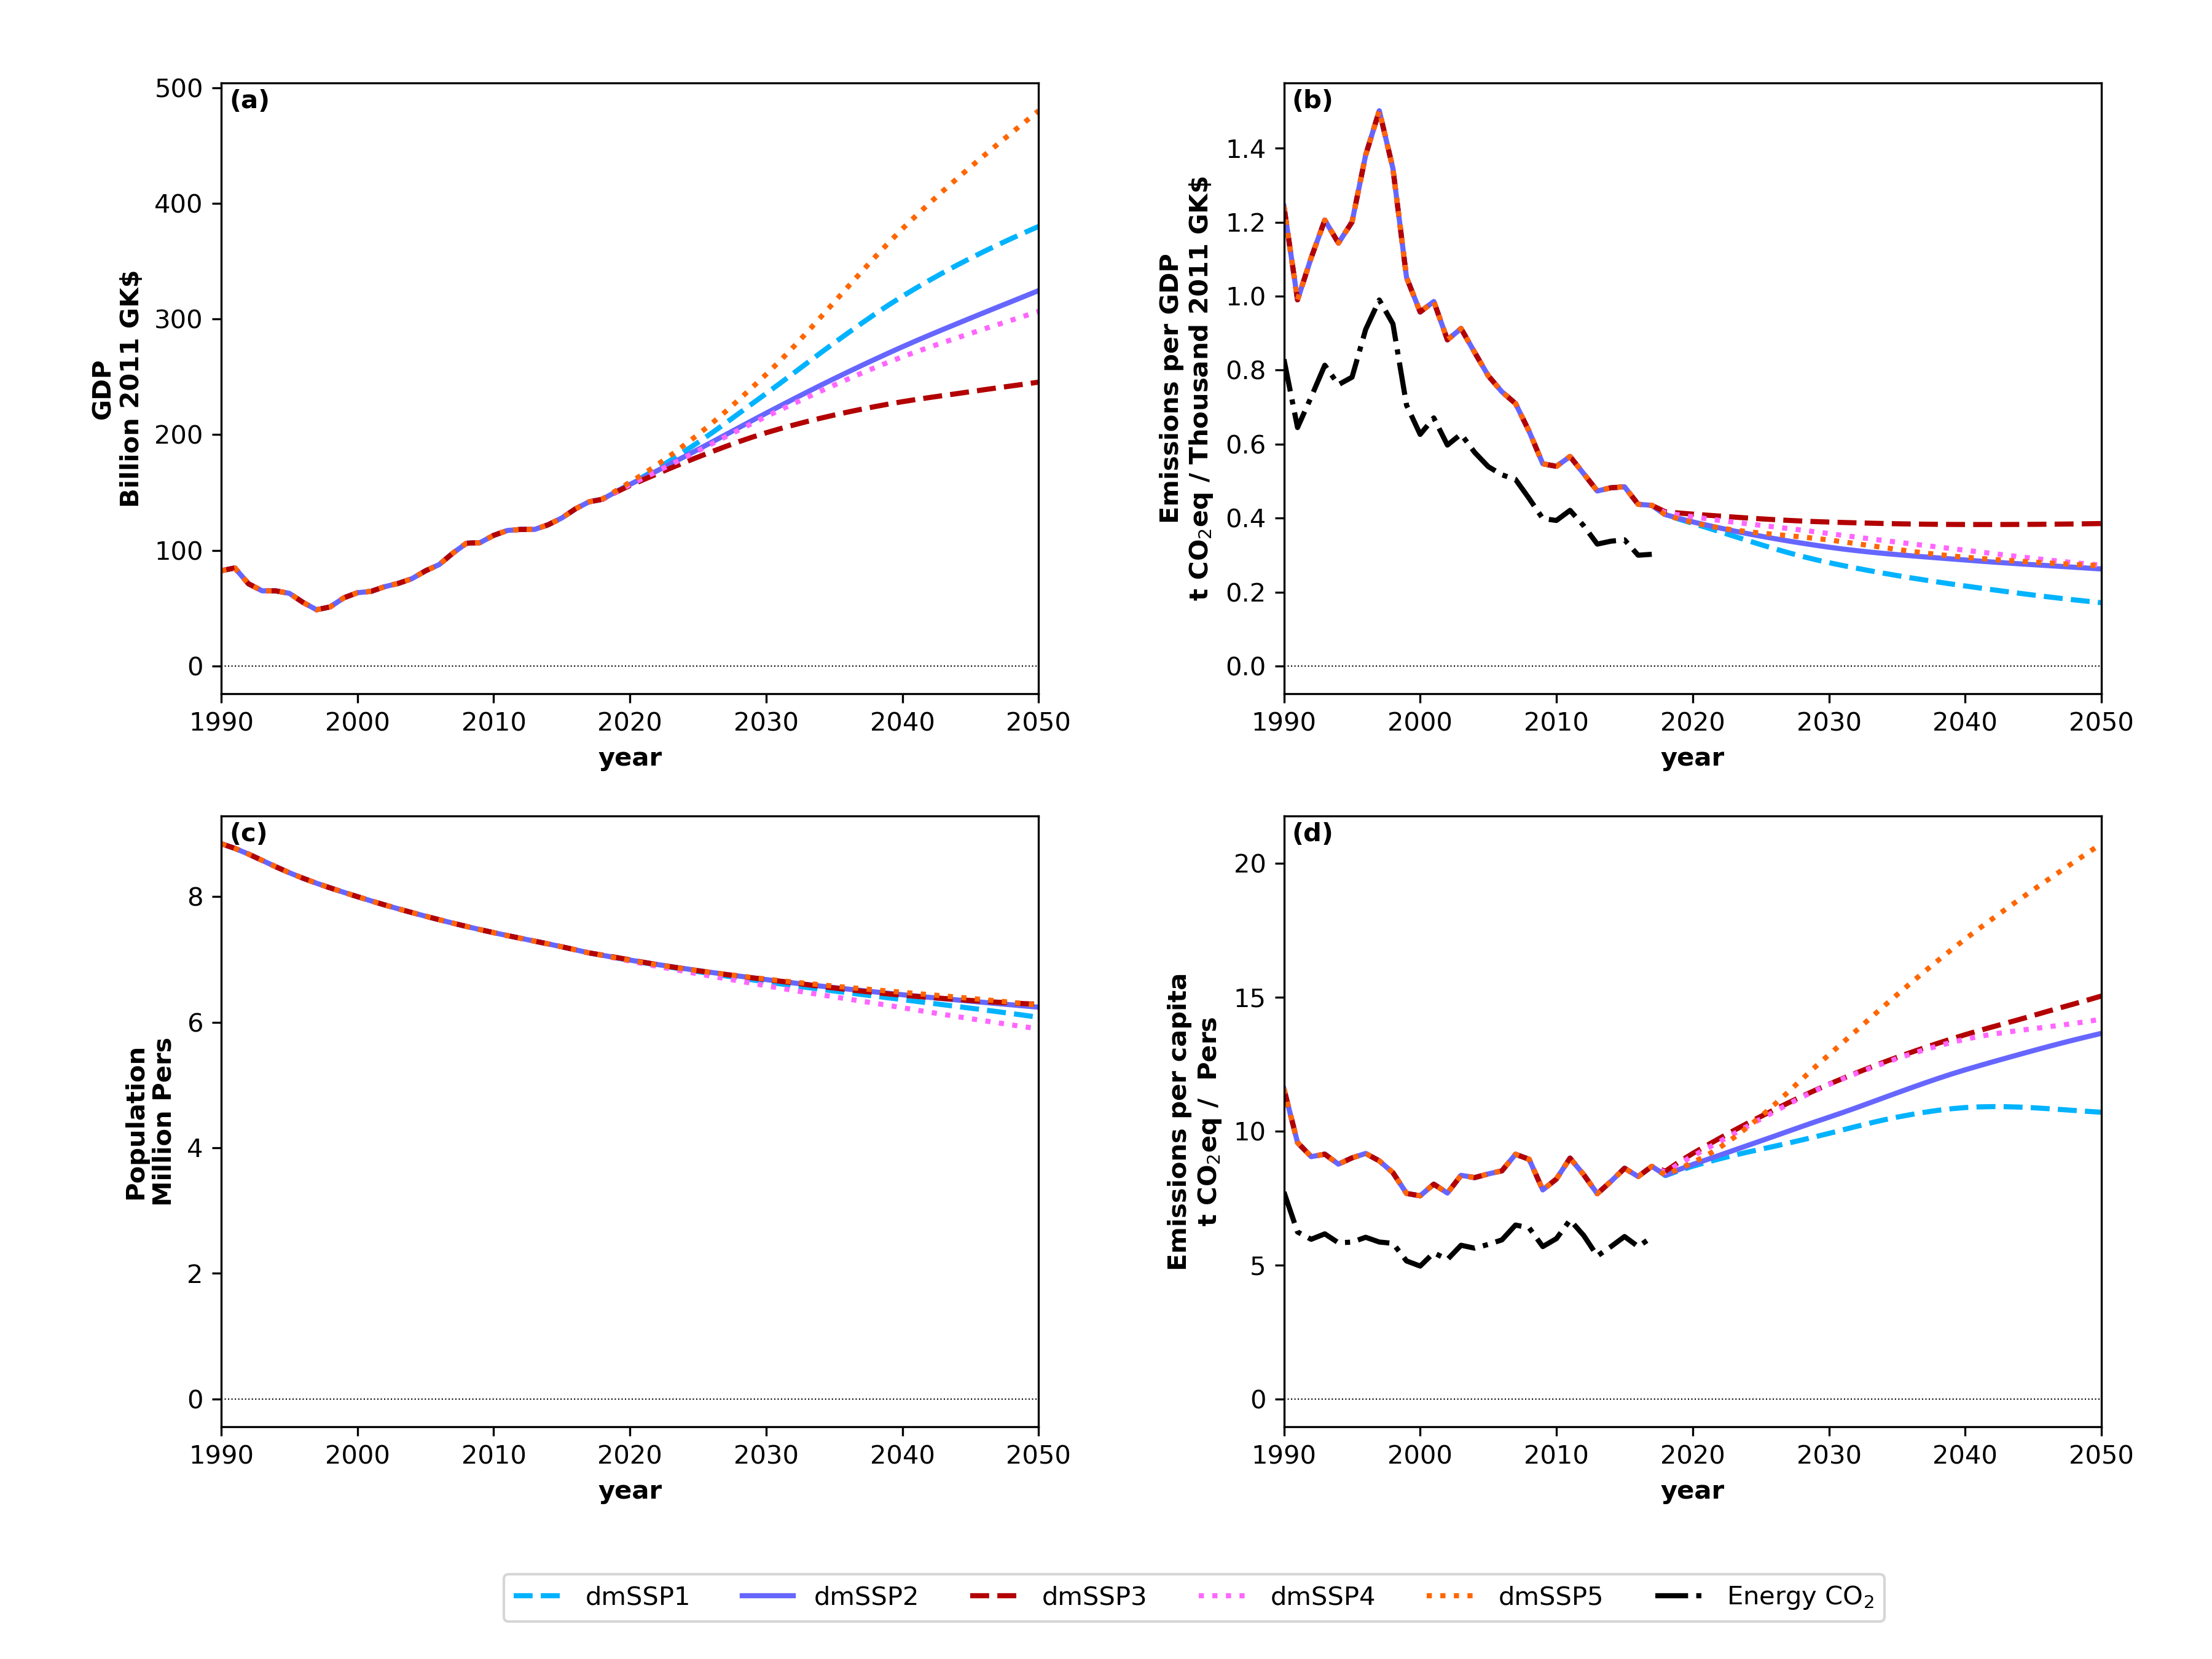 (a)
500
400
300
200
100
0
GDP
Billion 2011 GK$
1990 2000 2010 2020 2030 2040 2050
year
(b)
1.4
1.2
1.0
0.8
0.6
0.4
0.2
0.0
Emissions per GDP
t CO₂eq / Thousand 2011 GK$
1990 2000 2010 2020 2030 2040 2050
year
(c)
8
6
4
2
0
Population
Million Pers
1990 2000 2010 2020 2030 2040 2050
year
(d)
20
15
10
5
0
Emissions per capita
t CO₂eq / Pers
1990 2000 2010 2020 2030 2040 2050
year
dmSSP1 dmSSP2 dmSSP3 dmSSP4 dmSSP5 Energy CO₂